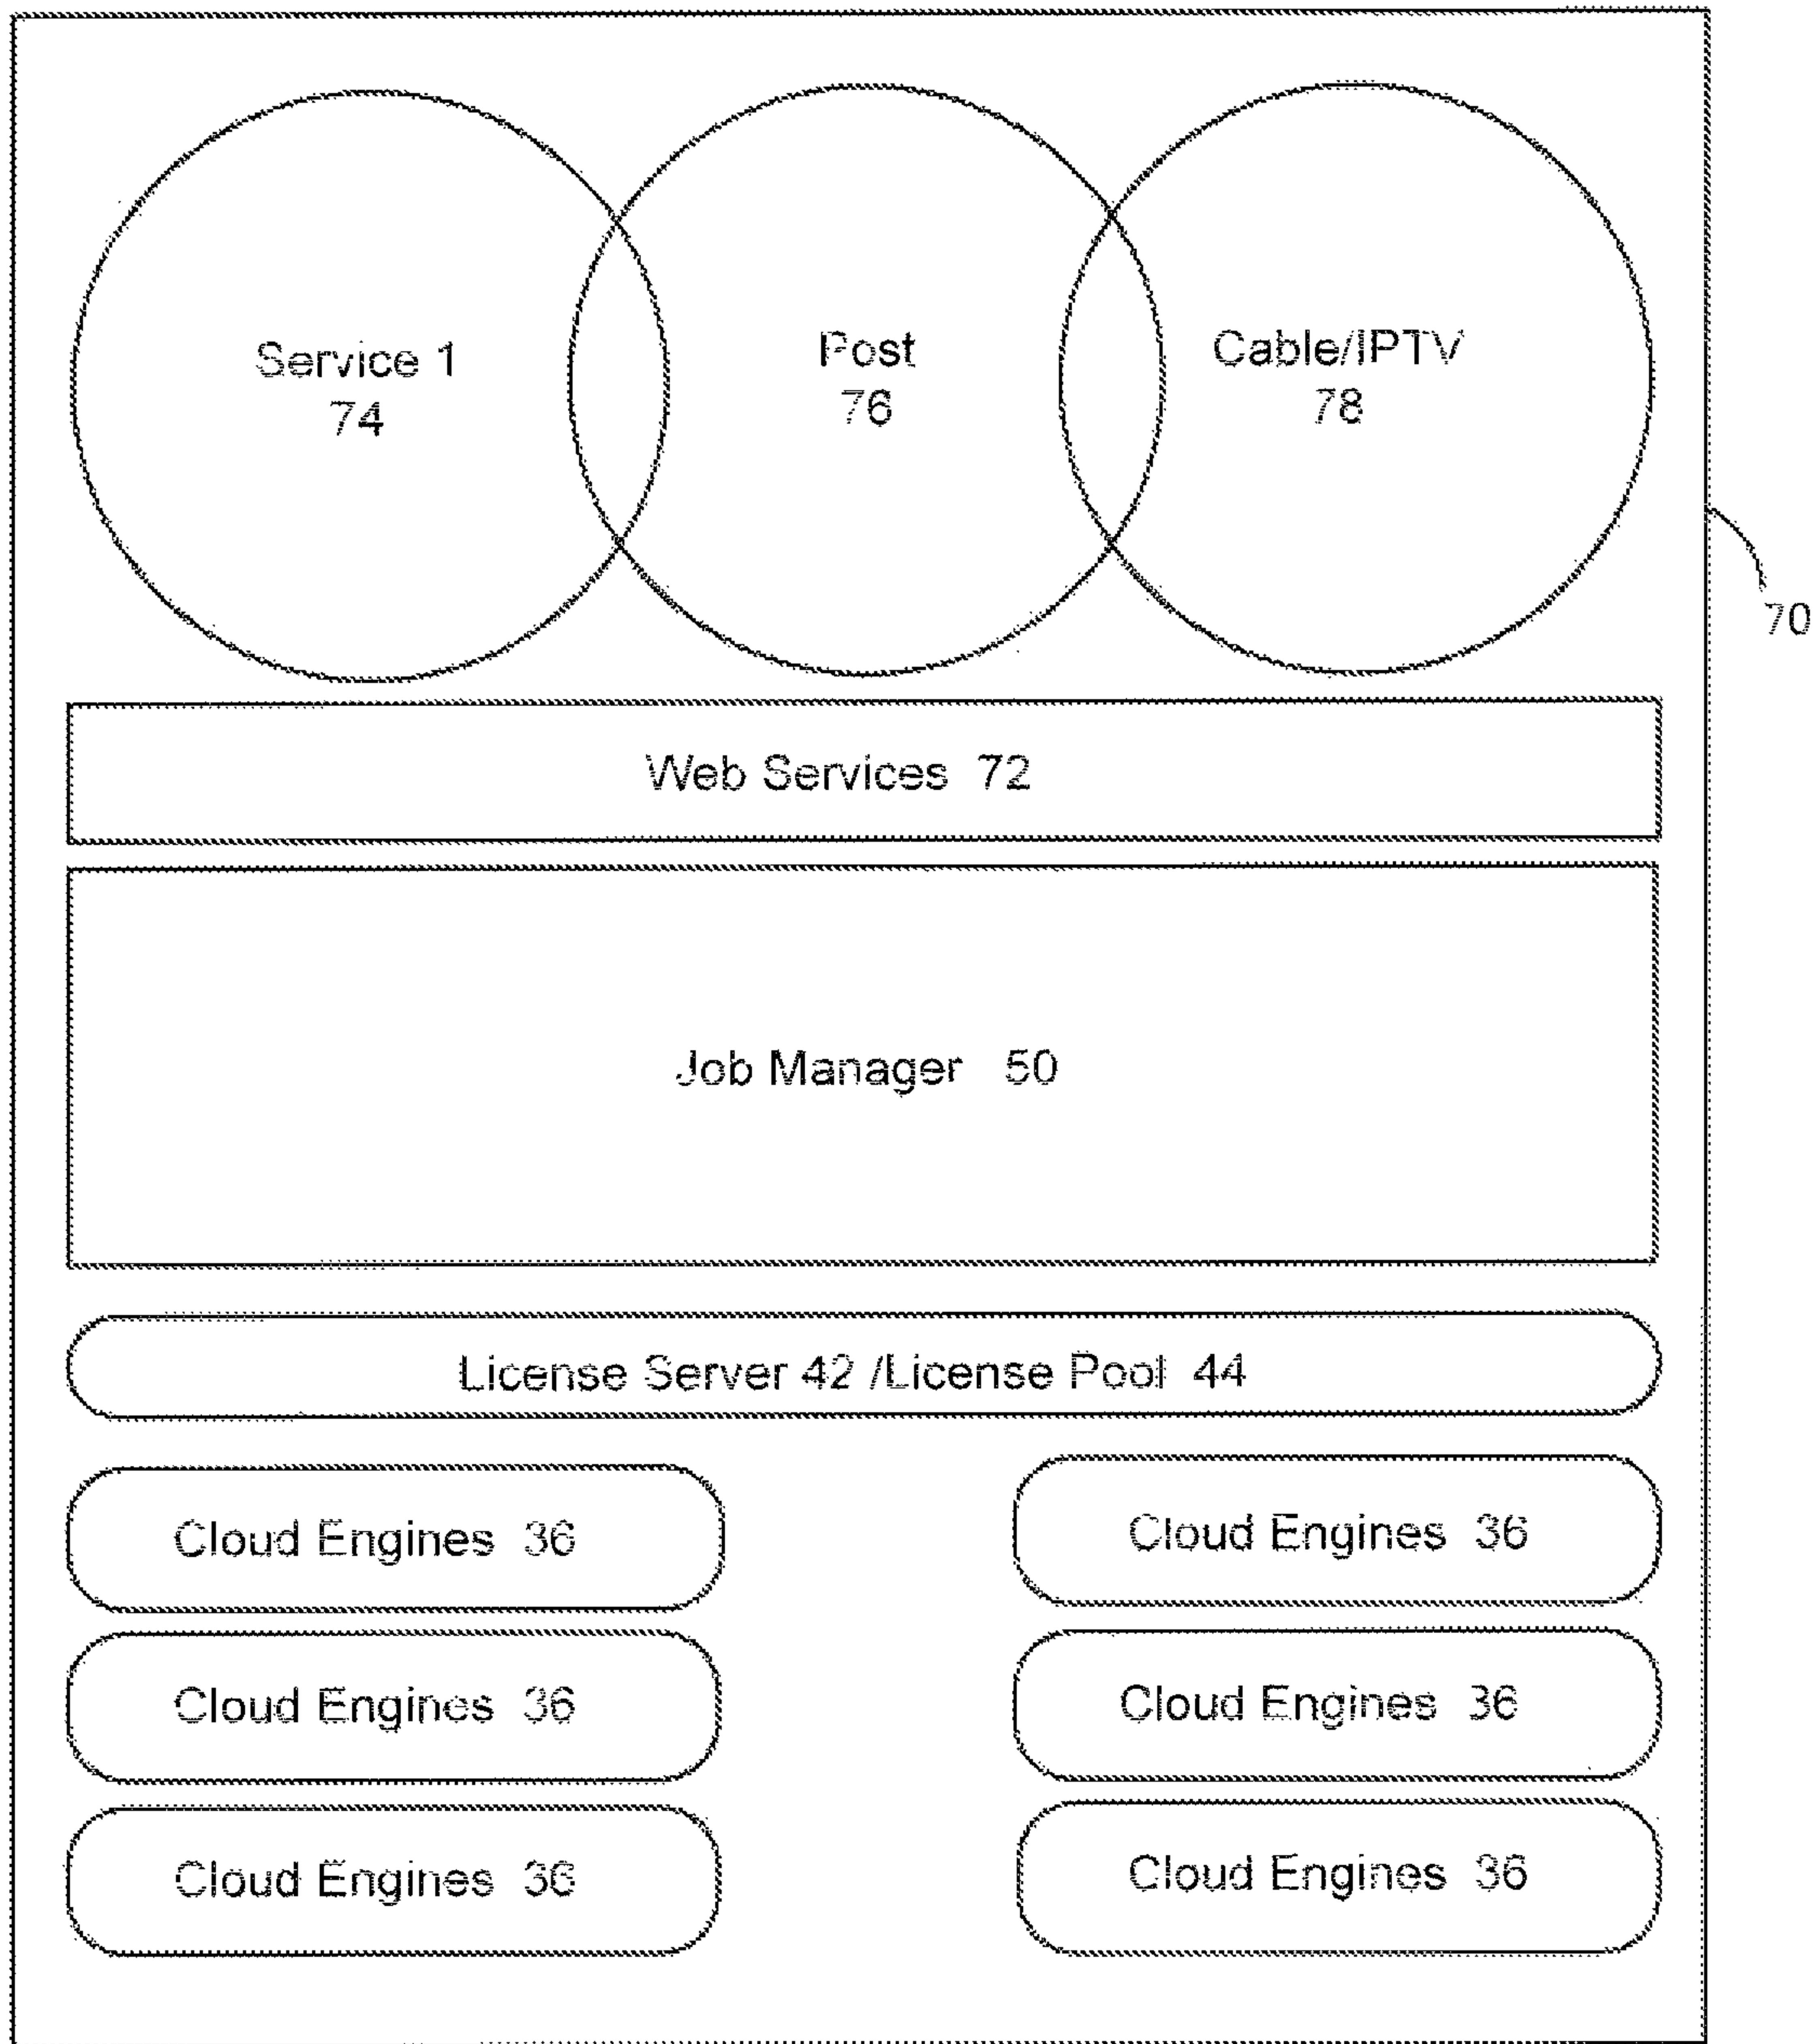 Service 1
74
Post
76
Cable/IPTV
78
70
Web Services 72
Job Manager 50
License Server 42 /License Pool 44
Cloud Engines 36
Cloud Engines 36
Cloud Engines 36
Cloud Engines 36
Cloud Engines 36
Cloud Engines 36